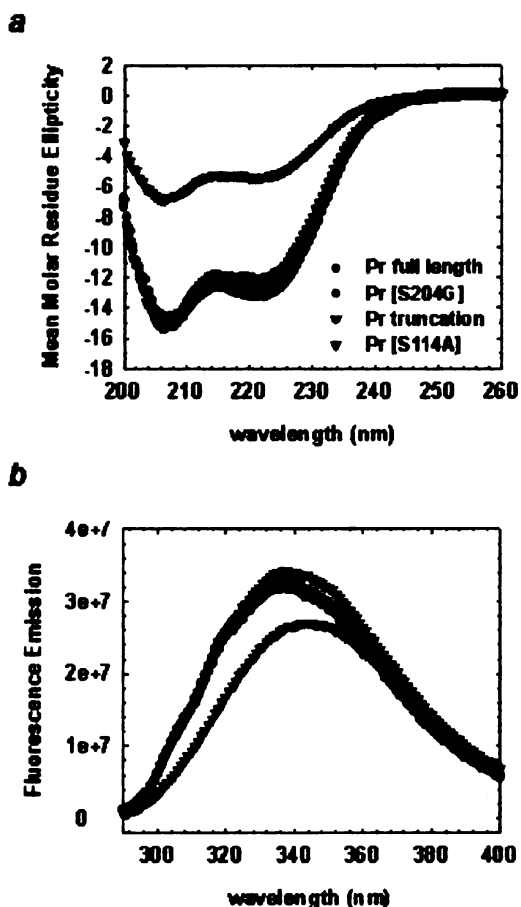 a
Mean Molar Residue Ellipticity
2
0
-2
-4
-6
-8
-10
-12
-14
-16
-18
Pr full length
Pr [S204G]
Pr truncation
Pr [S114A]
200 210 220 230 240 250 260
wavelength (nm)
b
Fluorescence Emission
4e+7
3e+7
2e+7
1e+7
0
300 320 340 360 380 400
wavelength (nm)